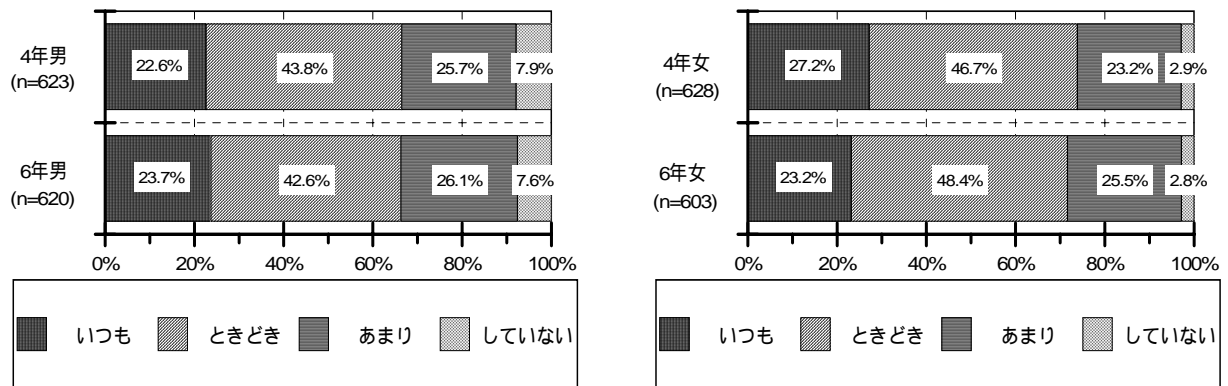 4年男
(n=623)
22.6% 43.8% 25.7% 7.9%
6年男
(n=620)
23.7% 42.6% 26.1% 7.6%
0% 20% 40% 60% 80% 100%
いつも ときどき あまり していない
4年女
(n=628)
27.2% 46.7% 23.2% 2.9%
6年女
(n=603)
23.2% 48.4% 25.5% 2.8%
0% 20% 40% 60% 80% 100%
いつも ときどき あまり していない